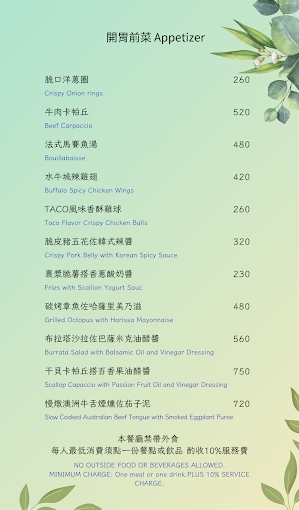 開胃前菜 Appetizer
脆口洋蔥圈 260
Crispy Onion rings
牛肉卡帕丘 520
Beef Carpaccio
法式馬賽魚湯 480
Bouillabaisse
水牛城辣雞翅 420
Buffalo Spicy Chicken Wings
TACO風味香酥雞球 260
Taco Flavor Crispy Chicken Balls
脆皮豬五花佐韓式辣醬 320
Crispy Pork Belly with Korean Spicy Sauce
裹漿脆薯搭香蔥酸奶醬 230
Fries with Scallion Yogurt Sauc
碳烤章魚佐哈薩里美乃滋 480
Grilled Octopus with Harissa Mayonnaise
布拉塔沙拉佐巴薩米克油醋醬 560
Burrata Salad with Balsamic Oil and Vinegar Dressing
干貝卡帕丘搭百香果油醋醬 750
Scallop Capaccio with Passion Fruit Oil and Vinegar Dressing
慢燉澳洲牛舌煙燻佐茄子泥 720
Slow Cooked Australian Beef Tongue with Smoked Eggplant Puree
本餐廳禁帶外食
每人最低消費須點一份餐點或飲品 酌收10%服務費
NO OUTSIDE FOOD OR BEVERAGES ALLOWED.
MINIMUM CHARGE: One meal or one drink.PLUS 10% SERVICE
CHARGE.